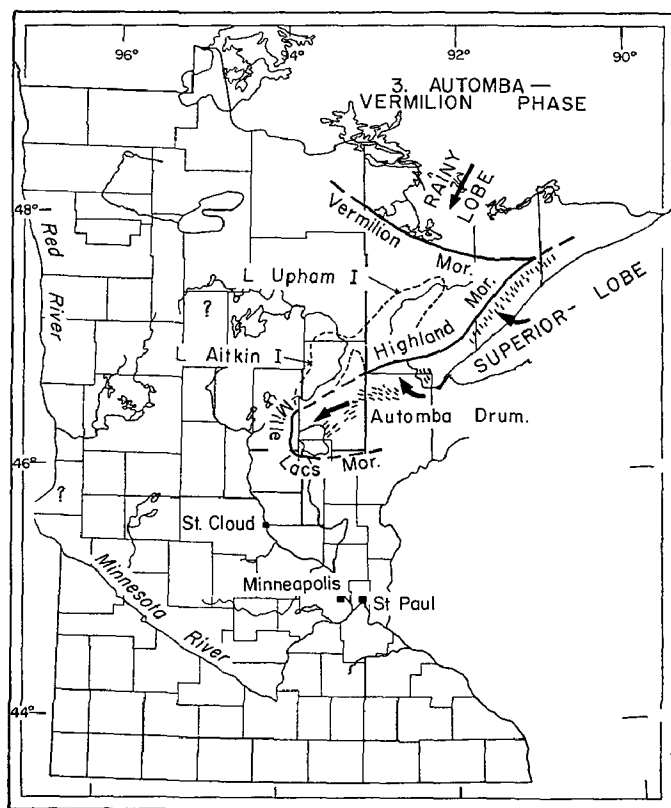 96°
94°
92°
90°
3. AUTOMBA —
VERMILION PHASE
RAINY
LOBE
48°
Vermilion
Mor.
Red
River
L Upham I
Mor.
?
Highland
SUPERIOR- LOBE
L Aitkin I
Mille
Automba Drum.
46°
Lacs Mor.
?
St. Cloud
Minneapolis
St Paul
Minnesota
River
44°